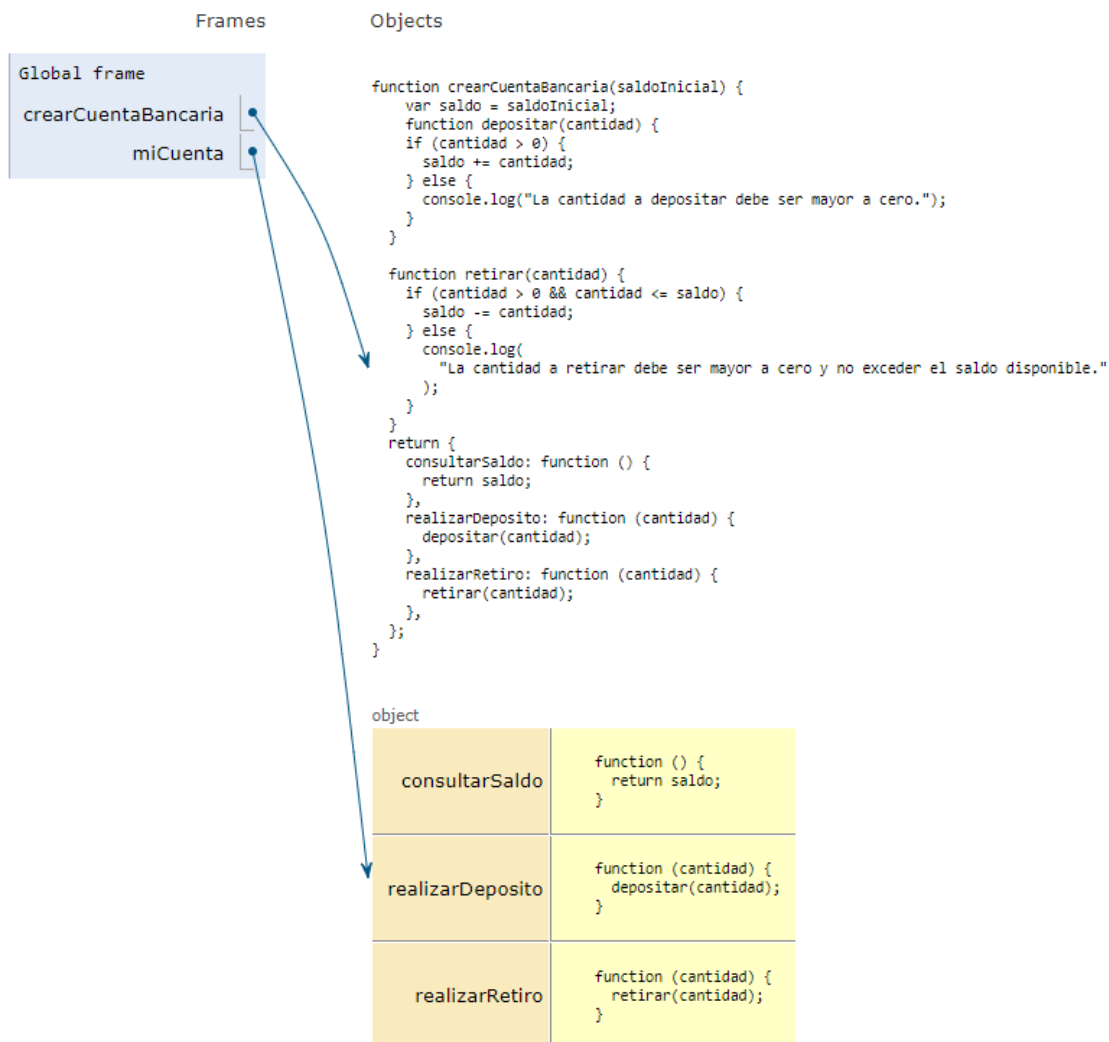 Frames Objects
Global frame
crearCuentaBancaria
miCuenta
function crearCuentaBancaria(saldoInicial) {
    var saldo = saldoInicial;
    function depositar(cantidad) {
    if (cantidad > 0) {
      saldo += cantidad;
    } else {
      console.log("La cantidad a depositar debe ser mayor a cero.");
    }
  }

  function retirar(cantidad) {
    if (cantidad > 0 && cantidad <= saldo) {
      saldo -= cantidad;
    } else {
      console.log(
        "La cantidad a retirar debe ser mayor a cero y no exceder el saldo disponible."
      );
    }
  }
  return {
    consultarSaldo: function () {
      return saldo;
    },
    realizarDeposito: function (cantidad) {
      depositar(cantidad);
    },
    realizarRetiro: function (cantidad) {
      retirar(cantidad);
    },
  };
}
object
consultarSaldo
function () {
  return saldo;
}
realizarDeposito
function (cantidad) {
  depositar(cantidad);
}
realizarRetiro
function (cantidad) {
  retirar(cantidad);
}